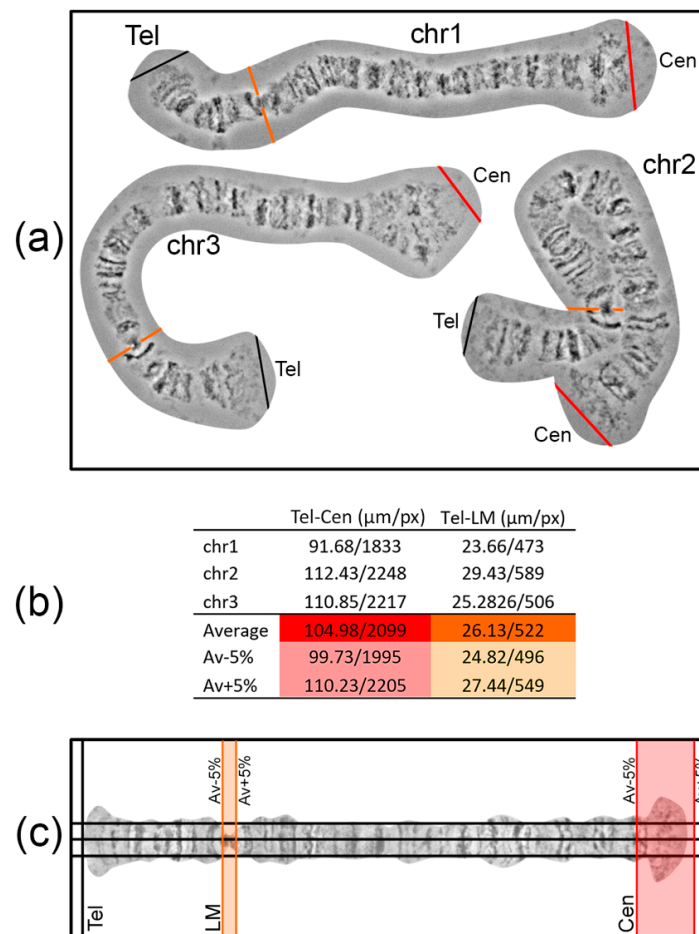 Tel
chr1
Cen
chr2
Cen
(a)
chr3
Tel
Tel
Cen
Tel-Cen (µm/px) Tel-LM (µm/px)
chr1 91.68/1833 23.66/473
chr2 112.43/2248 29.43/589
(b)
chr3 110.85/2217 25.2826/506
Average 104.98/2099 26.13/522
Av-5% 99.73/1995 24.82/496
Av+5% 110.23/2205 27.44/549
Av-5%
Av+5%
Av-5%
(c)
Tel
LM
Cen